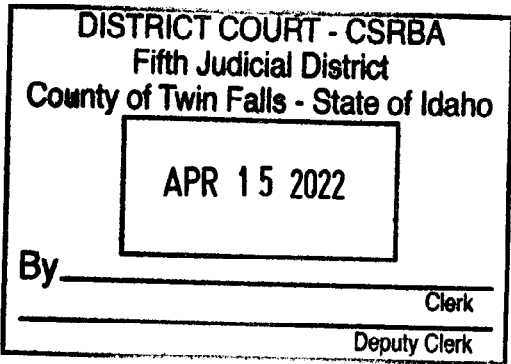 DISTRICT COURT - CSRBA
Fifth Judicial District
County of Twin Falls - State of Idaho
APR 15 2022
By
Clerk
Deputy Clerk